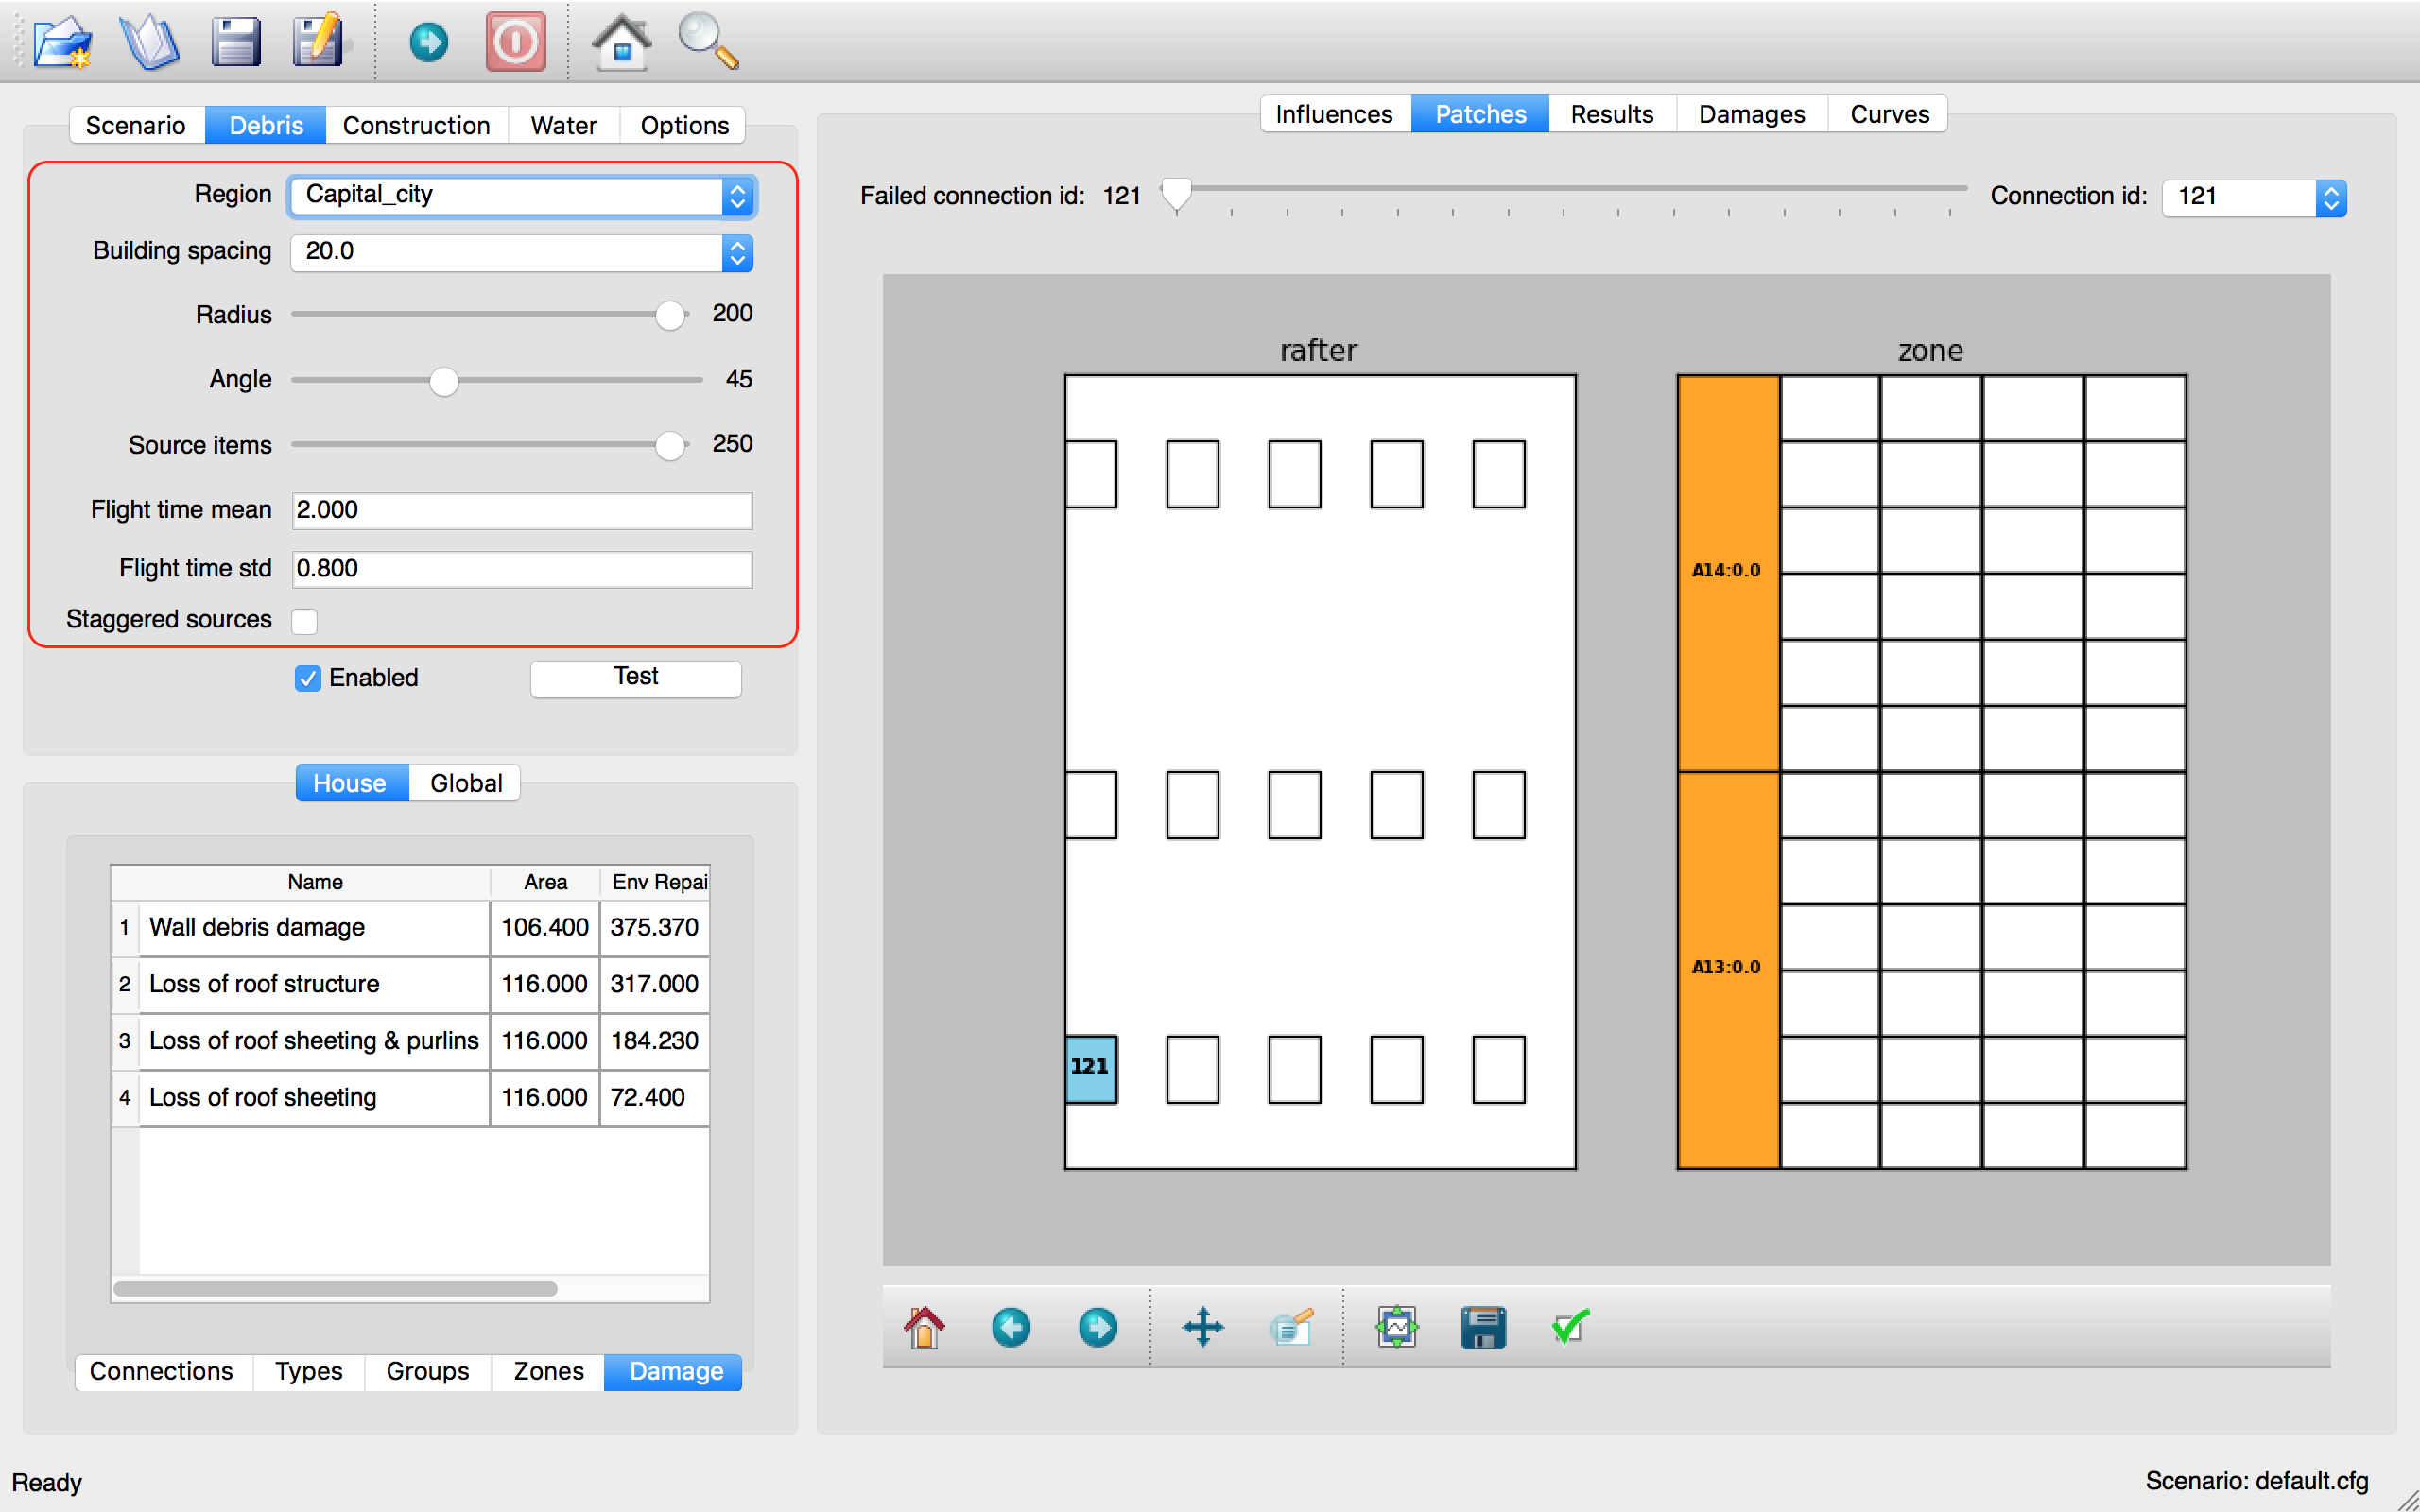 Scenario Debris Construction Water Options
Region Capital_city
Building spacing 20.0
Radius 200
Angle 45
Source items 250
Flight time mean 2.000
Flight time std 0.800
Staggered sources
Enabled Test
House Global
Name Area Env Repai
1 Wall debris damage 106.400 375.370
2 Loss of roof structure 116.000 317.000
3 Loss of roof sheeting & purlins 116.000 184.230
4 Loss of roof sheeting 116.000 72.400
Connections Types Groups Zones Damage
Influences Patches Results Damages Curves
Failed connection id: 121 Connection id: 121
rafter zone
A14:0.0
A13:0.0
121
Ready Scenario: default.cfg